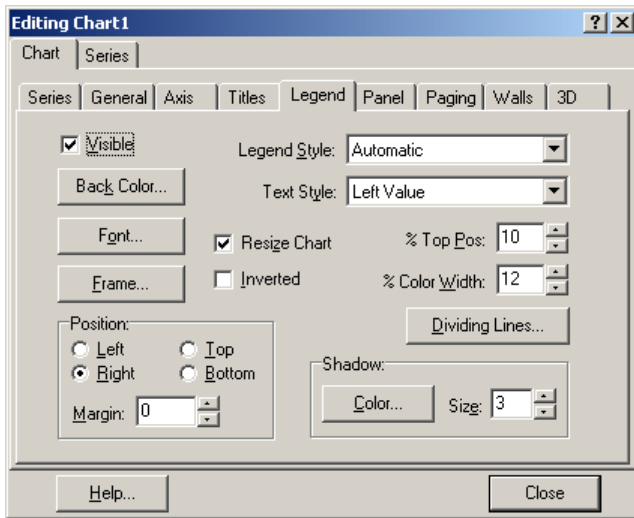 Editing Chart1
Chart Series
Series General Axis Titles Legend Panel Paging Walls 3D
Visible
Legend Style: Automatic
Back Color...
Text Style: Left Value
Font...
Resize Chart
% Top Pos: 10
Frame...
Inverted
% Color Width: 12
Dividing Lines...
Position:
Left Top
Right Bottom
Margin: 0
Shadow:
Color... Size: 3
Help... Close